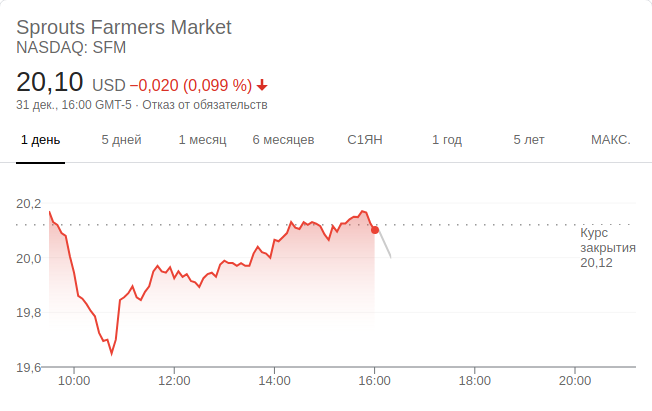 Sprouts Farmers Market
NASDAQ: SFM
20,10 USD −0,020 (0,099 %)
31 дек., 16:00 GMT-5 · Отказ от обязательств
1 день 5 дней 1 месяц 6 месяцев С1ЯН 1 год 5 лет МАКС.
20,2
Курс
закрытия
20,12
20,0
19,8
19,6
10:00 12:00 14:00 16:00 18:00 20:00